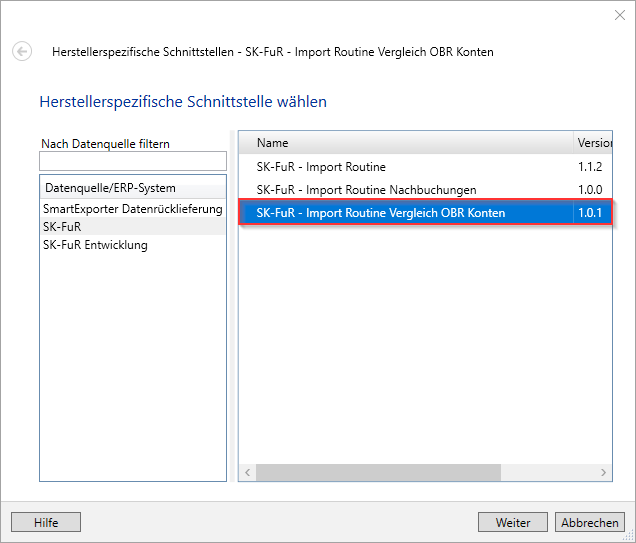 Herstellerspezifische Schnittstellen - SK-FuR - Import Routine Vergleich OBR Konten
Herstellerspezifische Schnittstelle wählen
Nach Datenquelle filtern
Datenquelle/ERP-System
SmartExporter Datenrücklieferung
SK-FuR
SK-FuR Entwicklung
Name Version
SK-FuR - Import Routine 1.1.2
SK-FuR - Import Routine Nachbuchungen 1.0.0
SK-FuR - Import Routine Vergleich OBR Konten 1.0.1
Hilfe Weiter Abbrechen